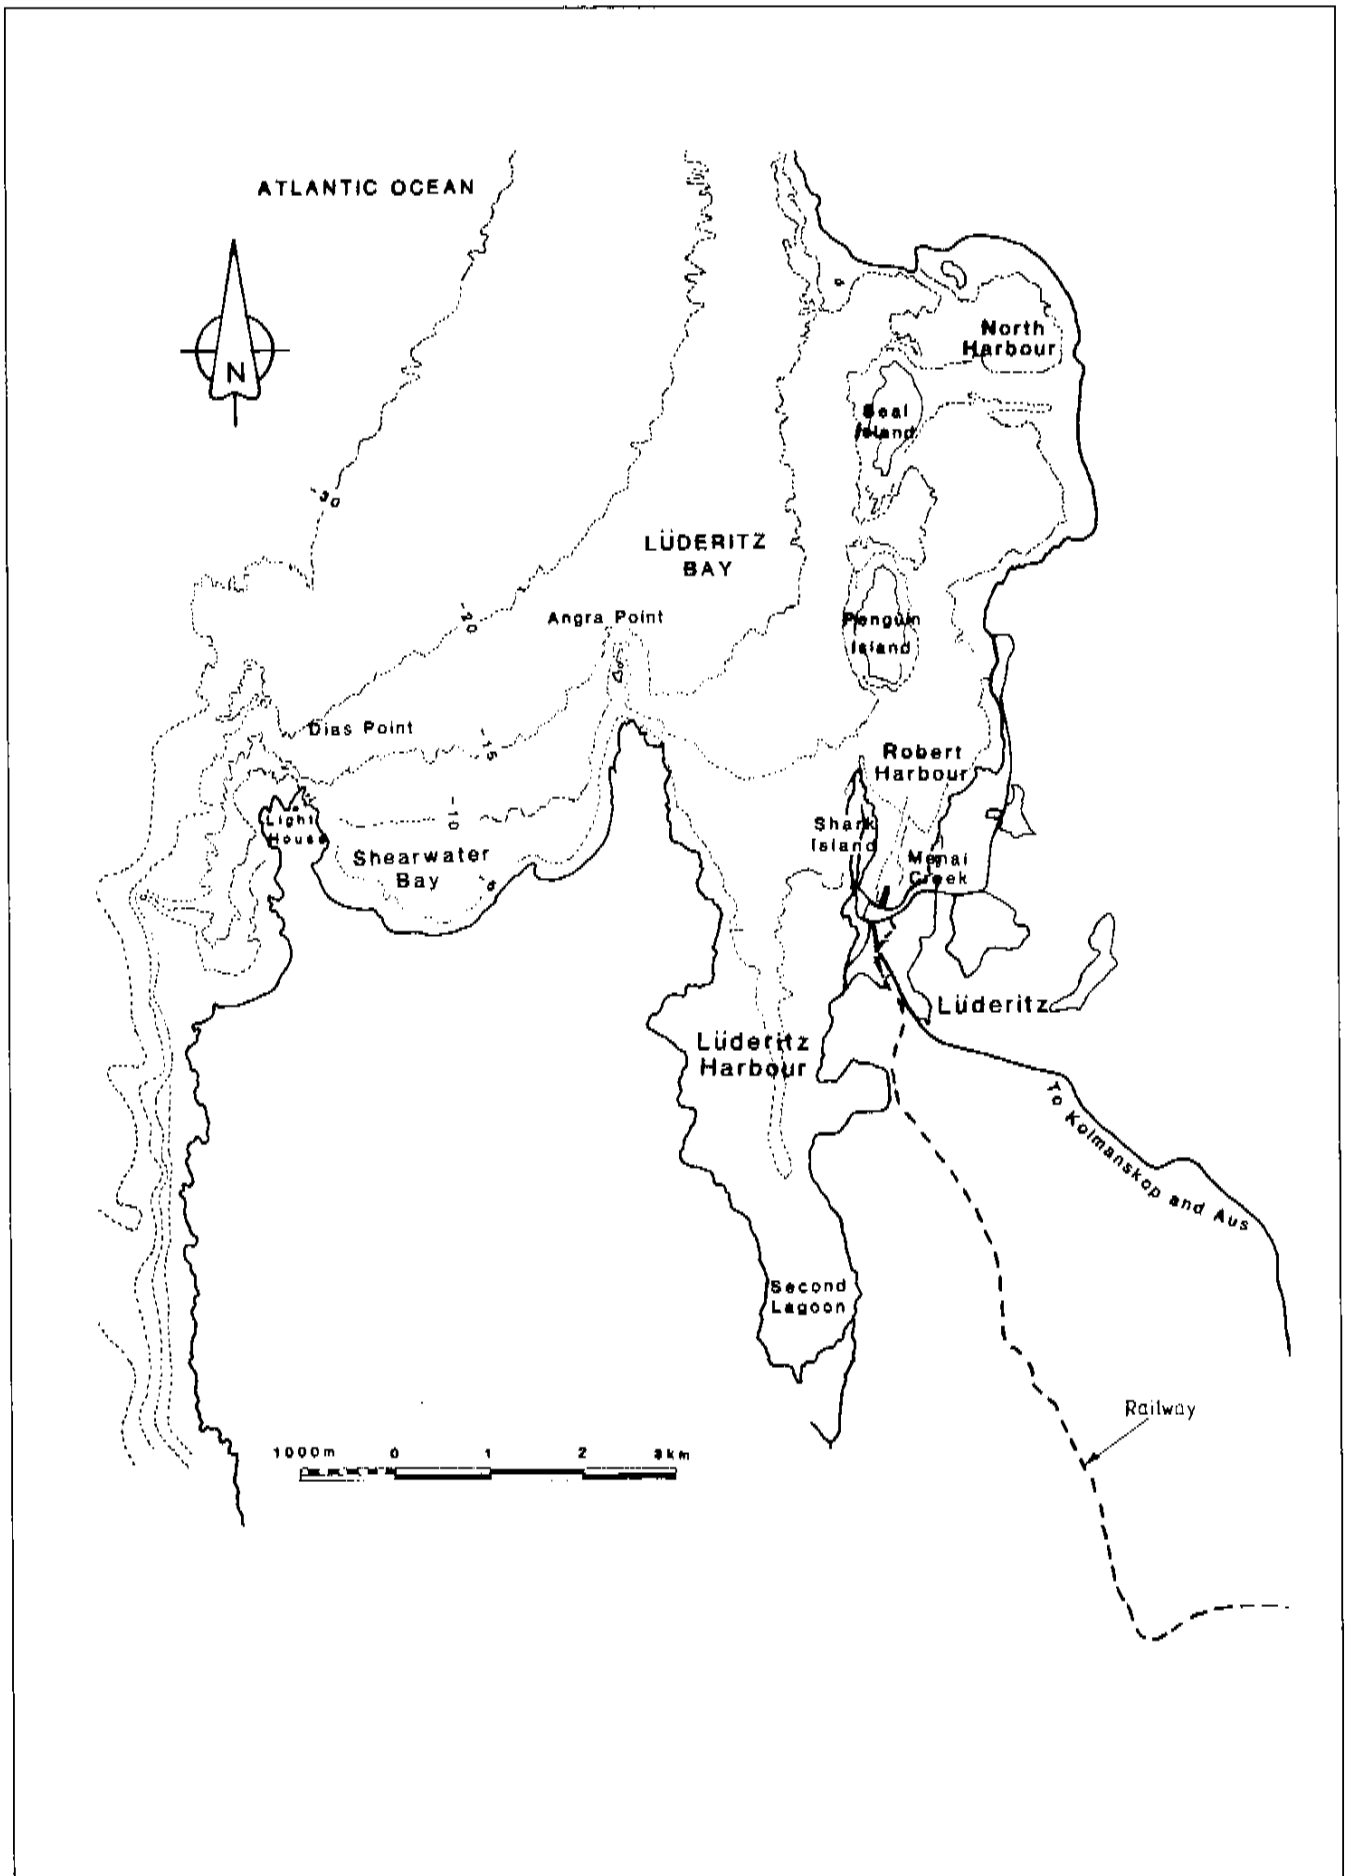 ATLANTIC OCEAN
N
North
Harbour
Seal
Island
-30
LÜDERITZ
BAY
-20
Angra Point
Penguin
Island
Dias Point
-15
Robert
Harbour
-10
Light
House
Shark
Island
Shearwater
Bay
-5
Menai
Creek
Lüderitz
Lüderitz
Harbour
To Kolmanskop and Aus
Second
Lagoon
Railway
1000m 0 1 2 3km